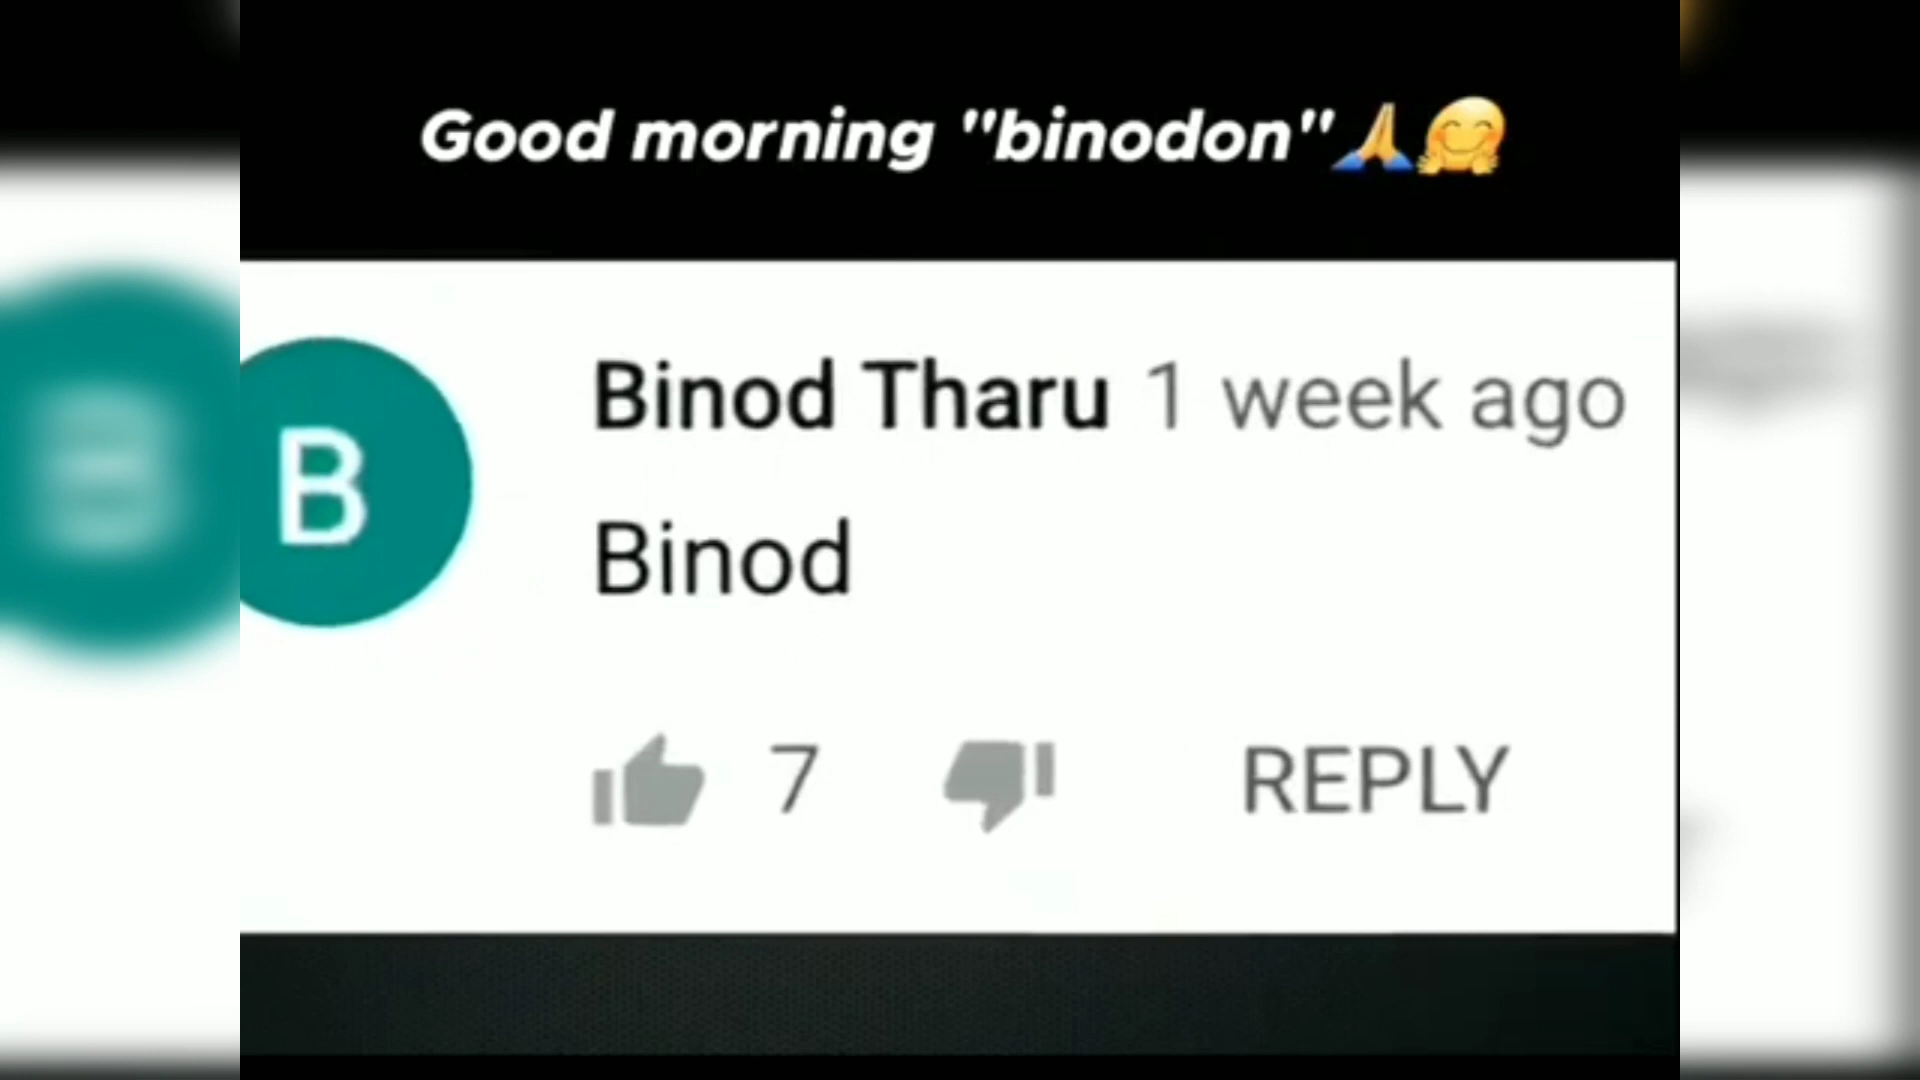 Good morning "binodon"🙏🤗
B
Binod Tharu 1 week ago
Binod
7 REPLY